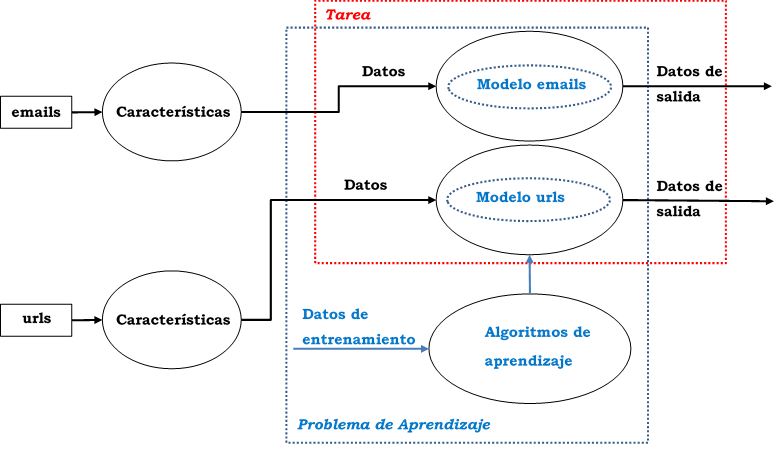 Tarea
Datos
Modelo emails
Datos de
salida
emails
Características
Datos
Modelo urls
Datos de
salida
urls
Características
Datos de
entrenamiento
Algoritmos de
aprendizaje
Problema de Aprendizaje